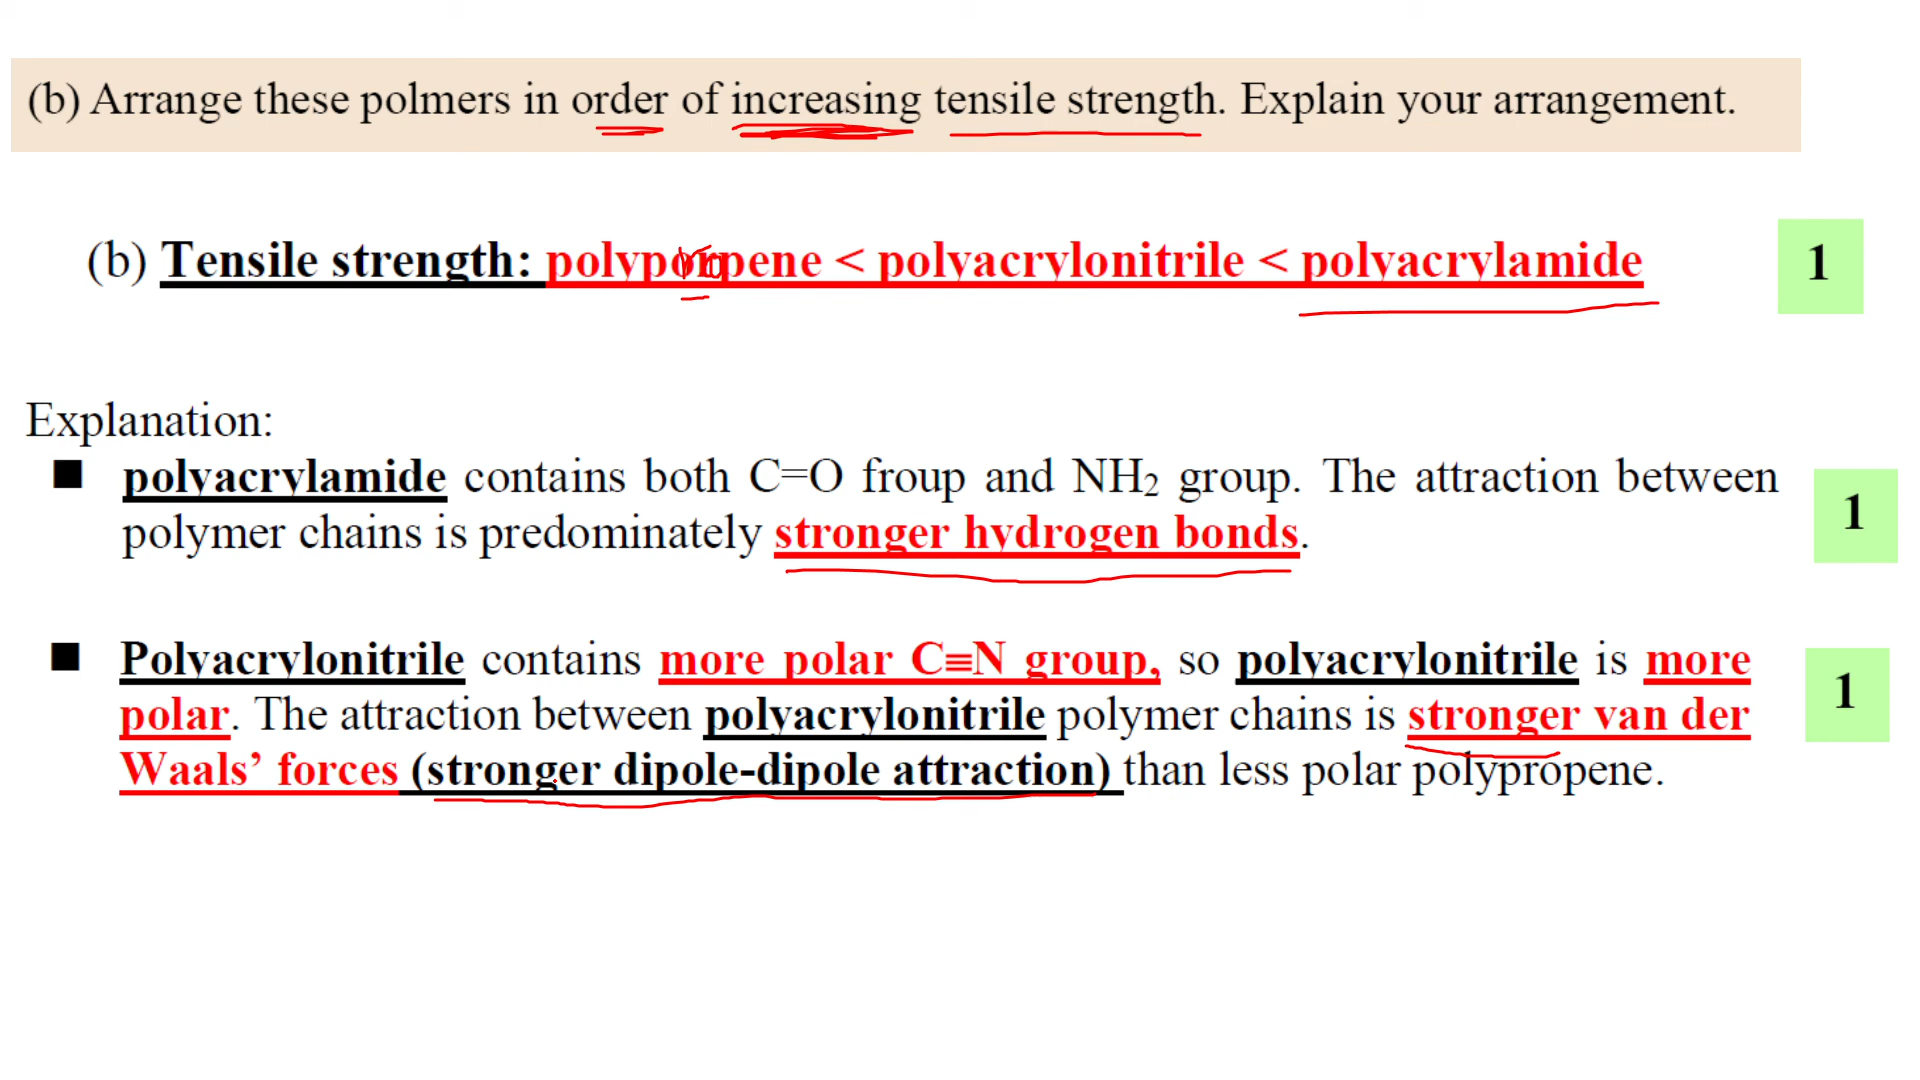 (b) Arrange these polmers in order of increasing tensile strength. Explain your arrangement.
(b) Tensile strength: polyporpene < polyacrylonitrile < polyacrylamide
1
Explanation:
■ polyacrylamide contains both C=O froup and NH₂ group. The attraction between
polymer chains is predominately stronger hydrogen bonds.
1
■ Polyacrylonitrile contains more polar C≡N group, so polyacrylonitrile is more
polar. The attraction between polyacrylonitrile polymer chains is stronger van der
Waals’ forces (stronger dipole-dipole attraction) than less polar polypropene.
1